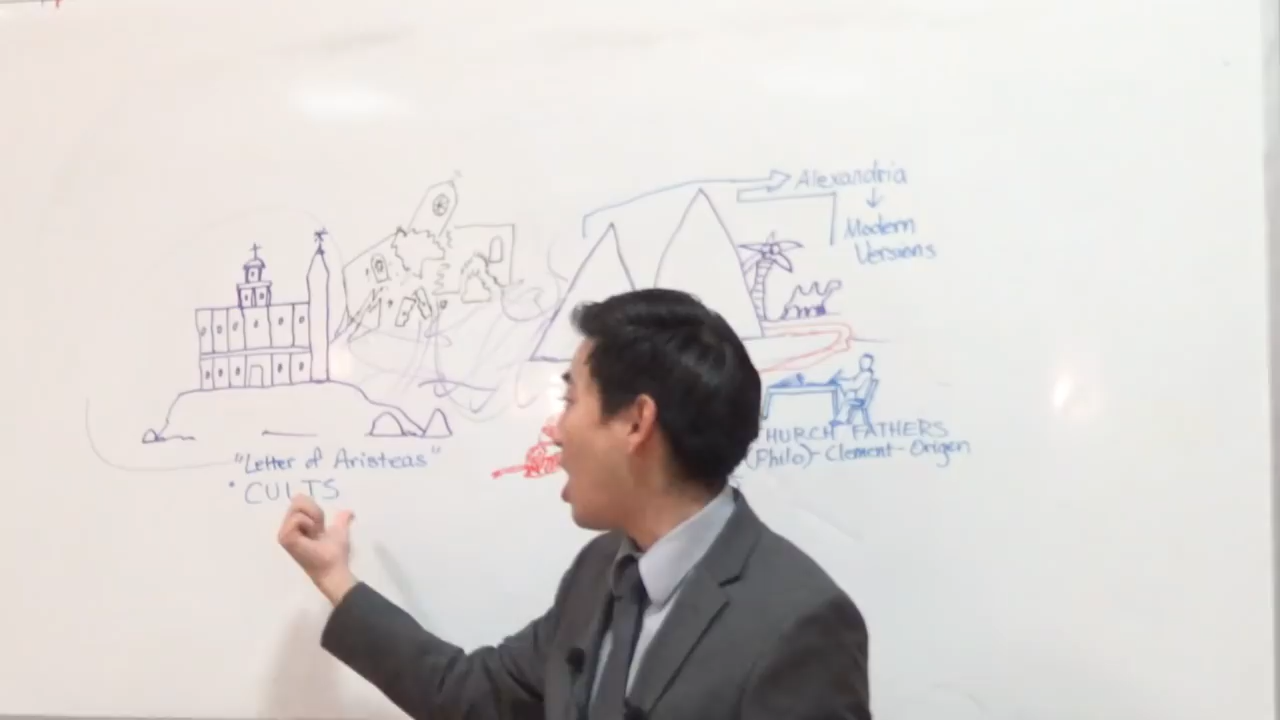 Alexandria
Modern
Versions
HURCH FATHERS
(Philo)-Clement-Origen
"Letter of Aristeas"
• CULTS